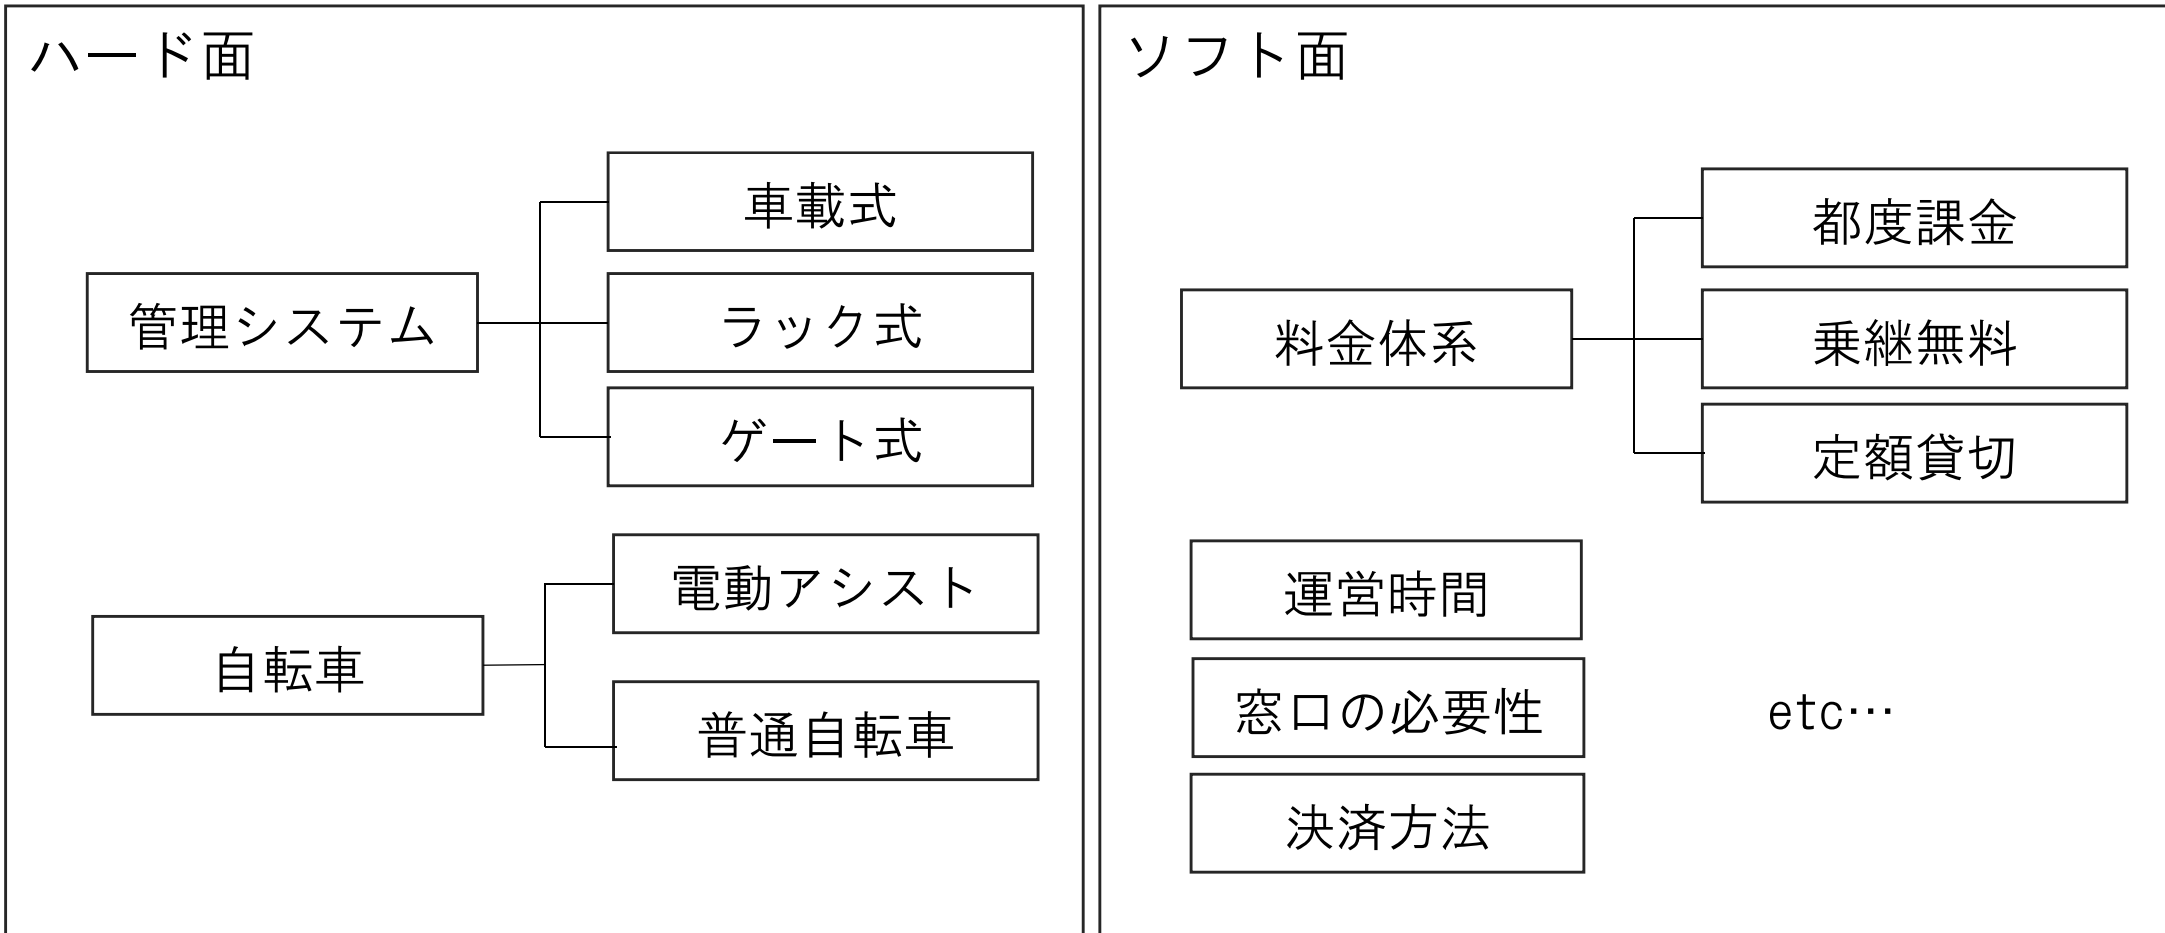 ハード面
管理システム
車載式
ラック式
ゲート式
自転車
電動アシスト
普通自転車
ソフト面
料金体系
都度課金
乗継無料
定額貸切
運営時間
窓口の必要性
決済方法
etc…